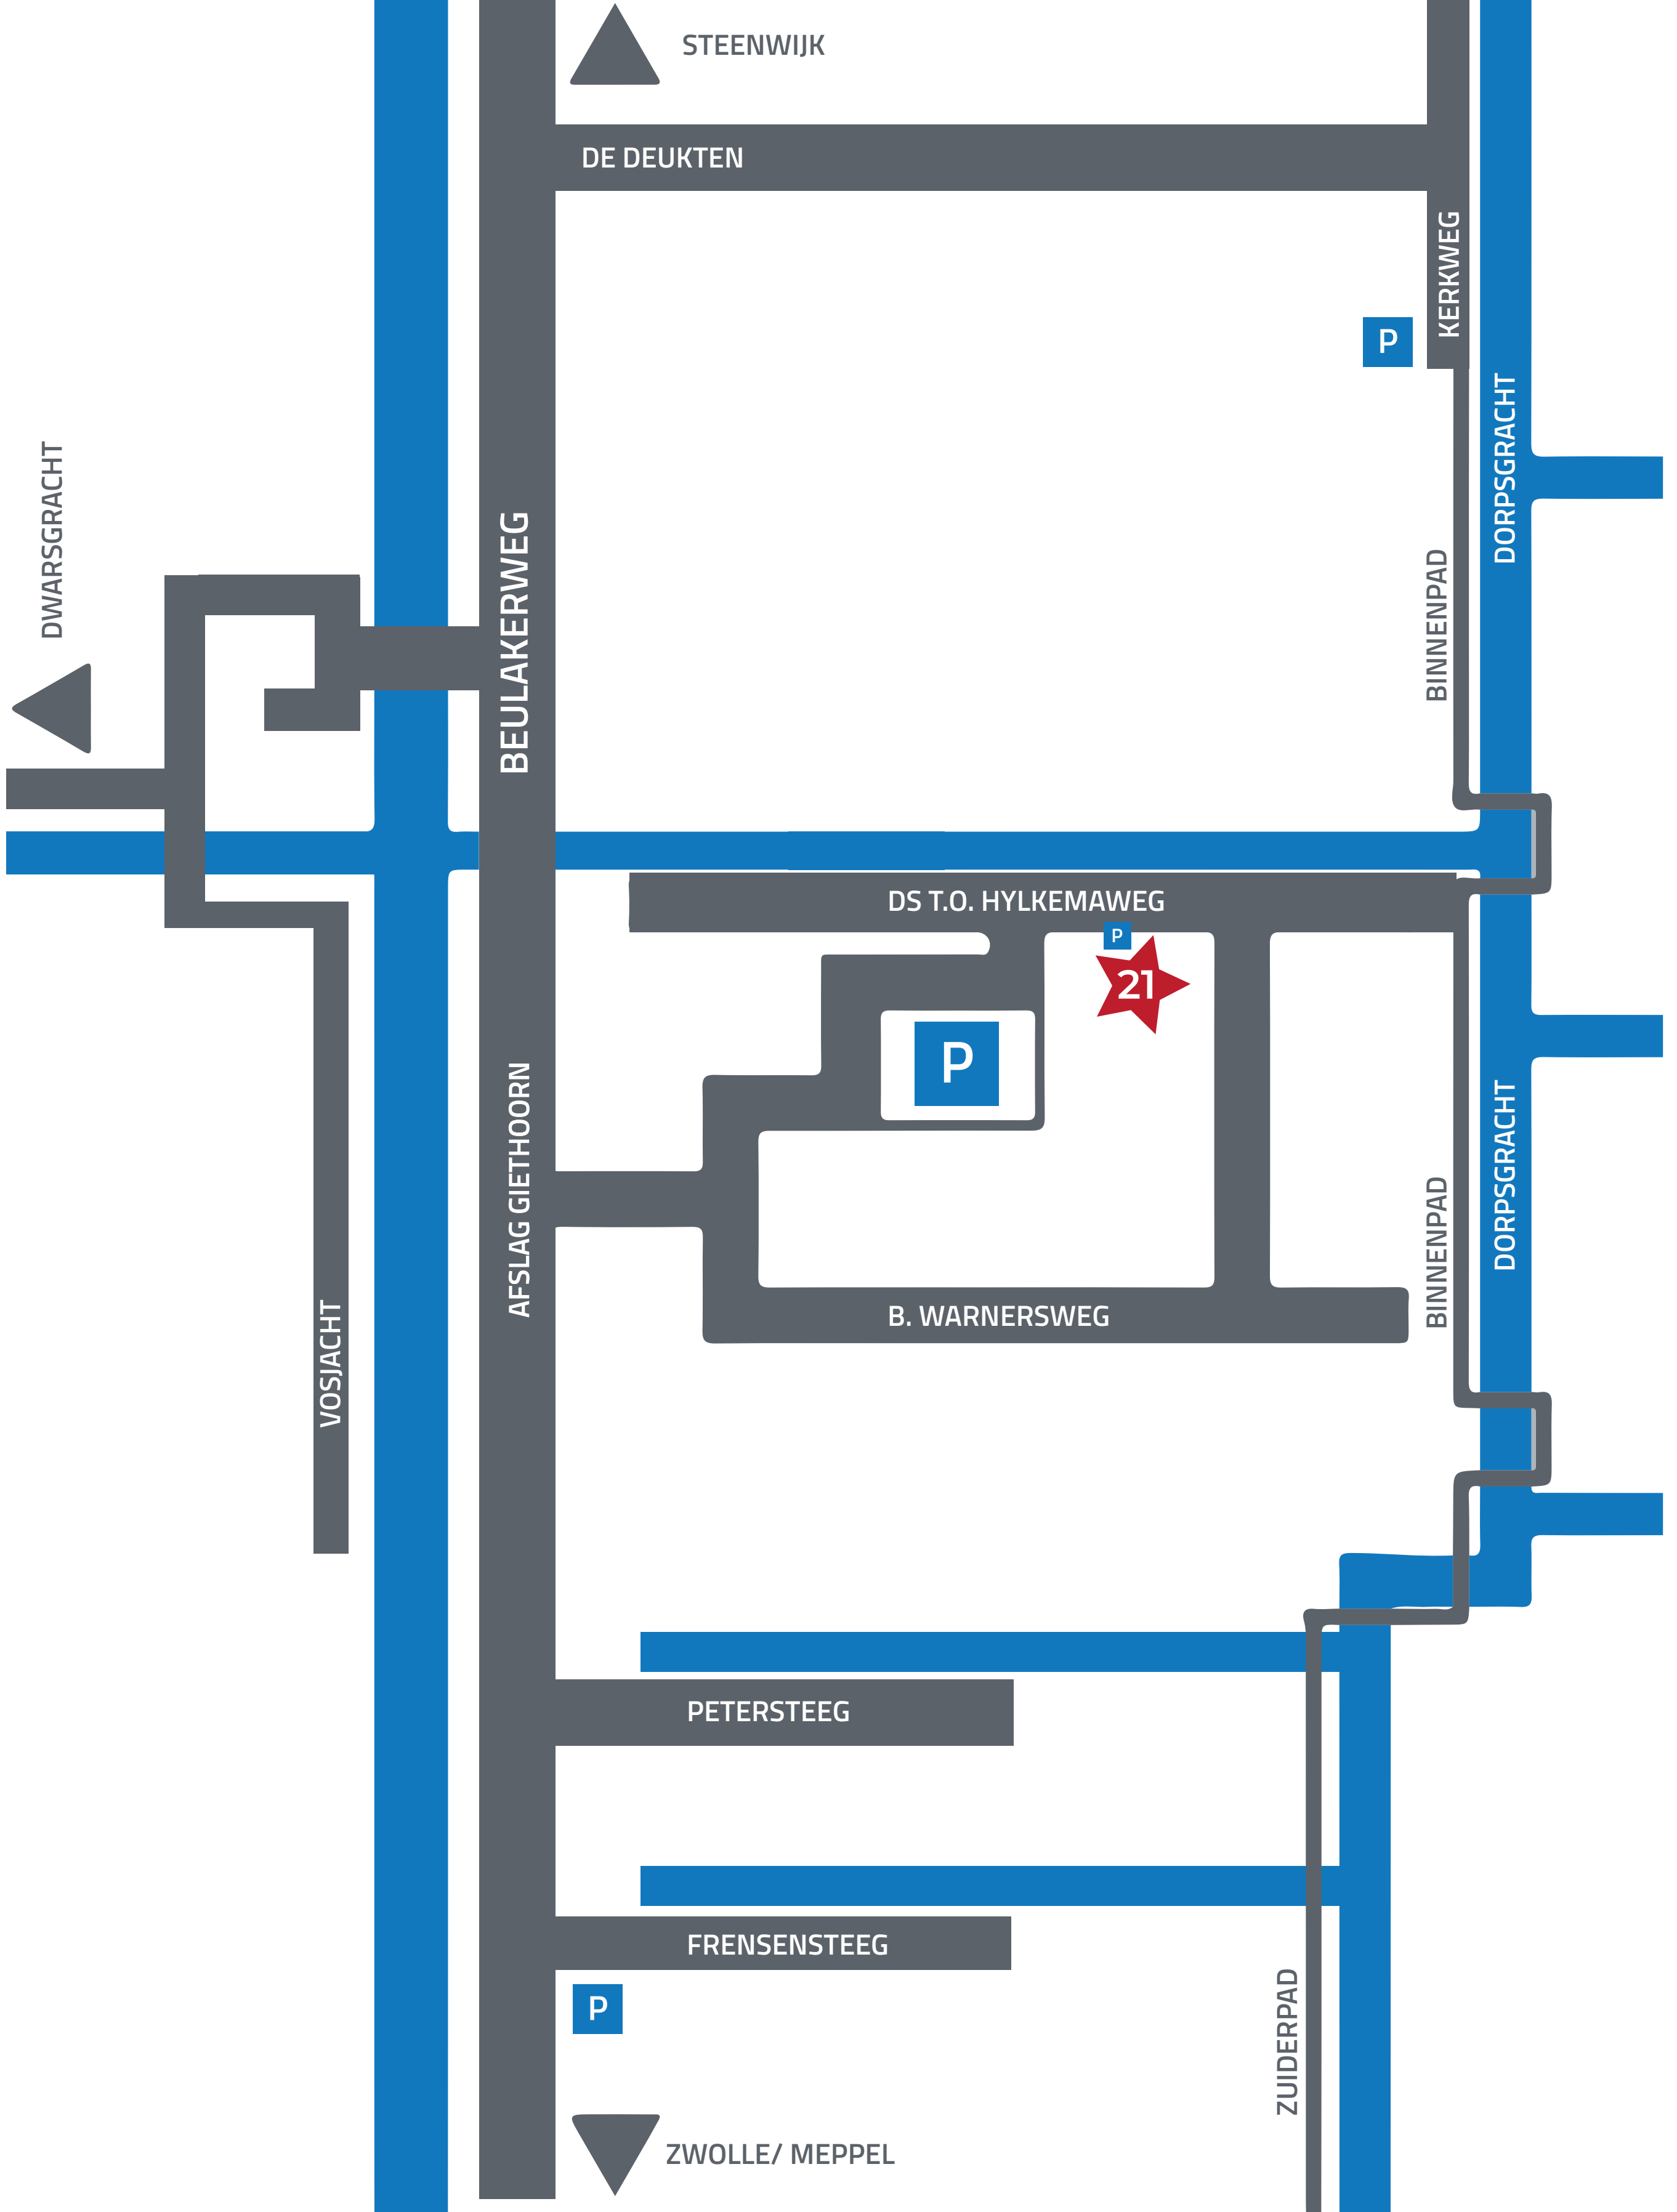 STEENWIJK
DE DEUKTEN
KERKWEG
P
DORPSGRACHT
DWARSGRACHT
BEULAKERWEG
BINNENPAD
DS T.O. HYLKEMAWEG
P
21
P
AFSLAG GIETHOORN
DORPSGRACHT
BINNENPAD
B. WARNERSWEG
VOSJACHT
PETERSTEEG
FRENSENSTEEG
P
ZUIDERPAD
ZWOLLE/ MEPPEL